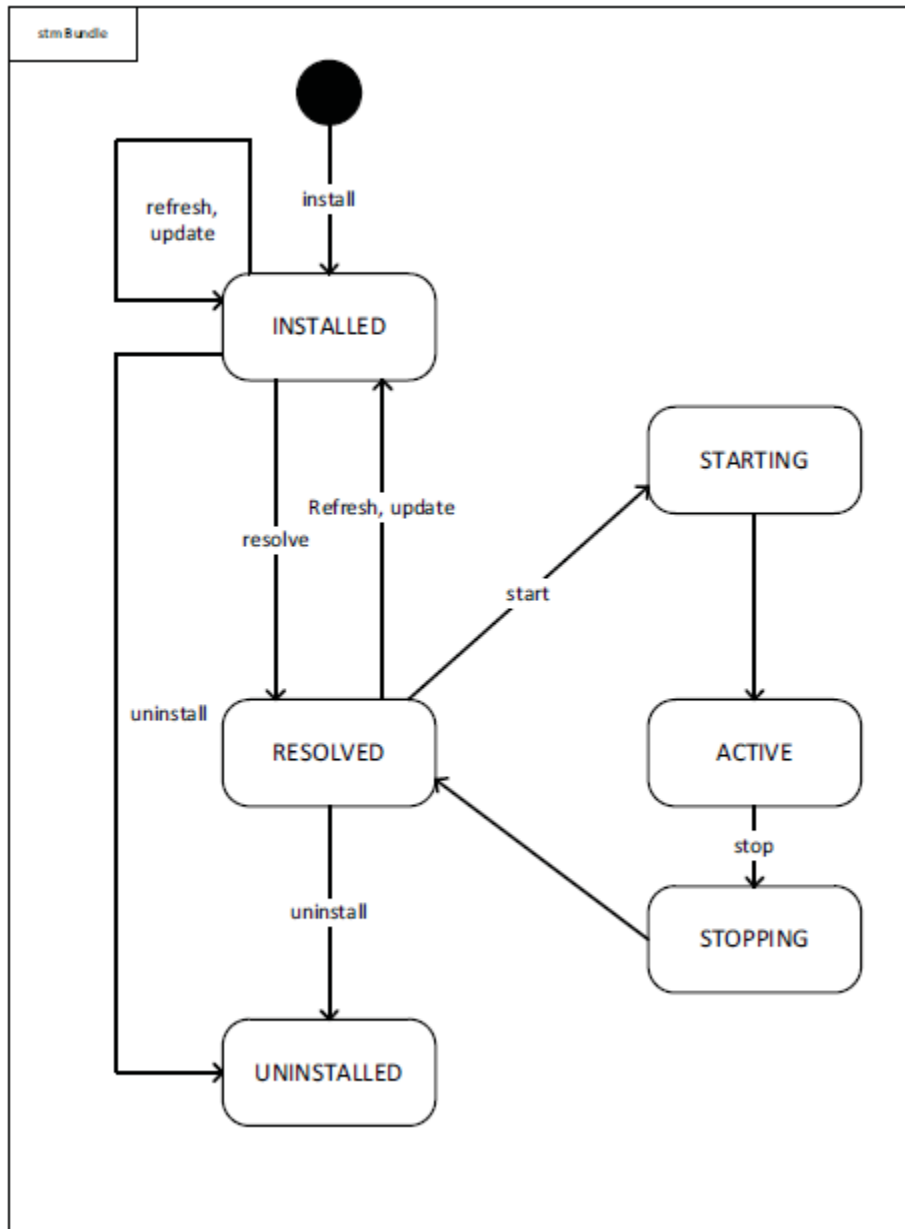 stm Bundle
install
refresh,
update
INSTALLED
STARTING
Refresh, update
resolve
start
uninstall
RESOLVED
ACTIVE
stop
uninstall
STOPPING
UNINSTALLED